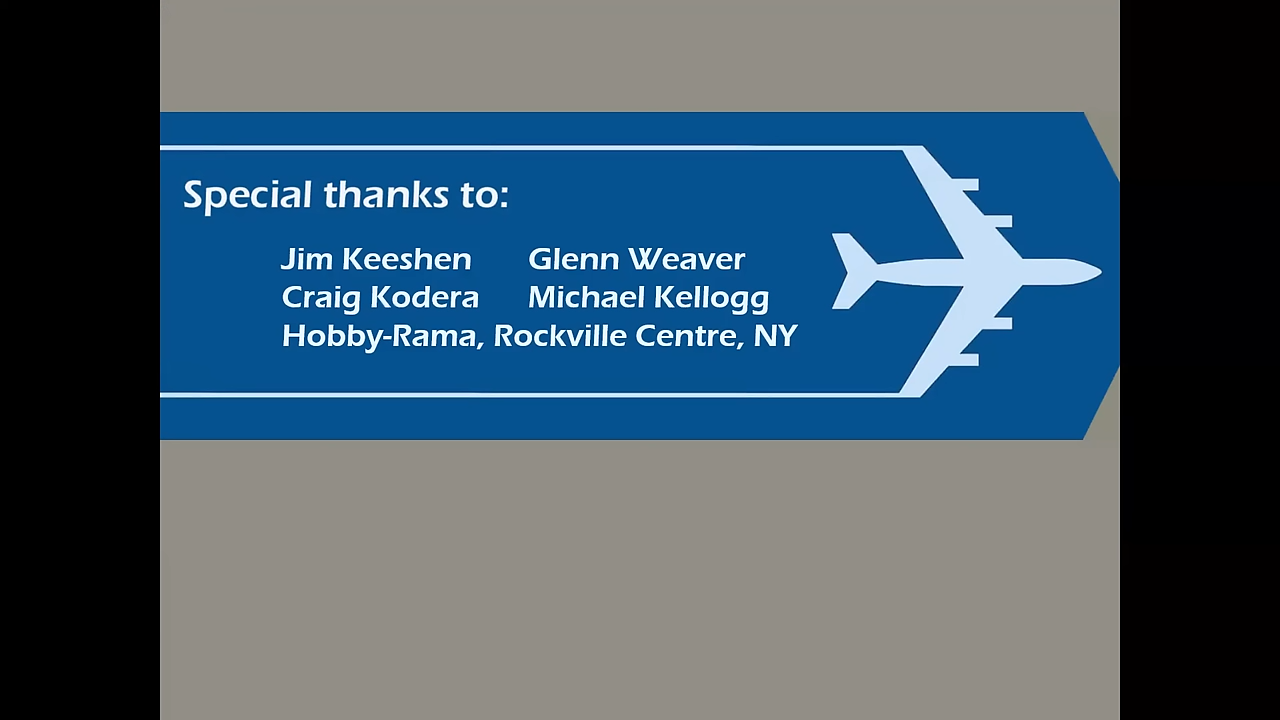 Special thanks to:
Jim Keeshen Glenn Weaver
Craig Kodera Michael Kellogg
Hobby-Rama, Rockville Centre, NY